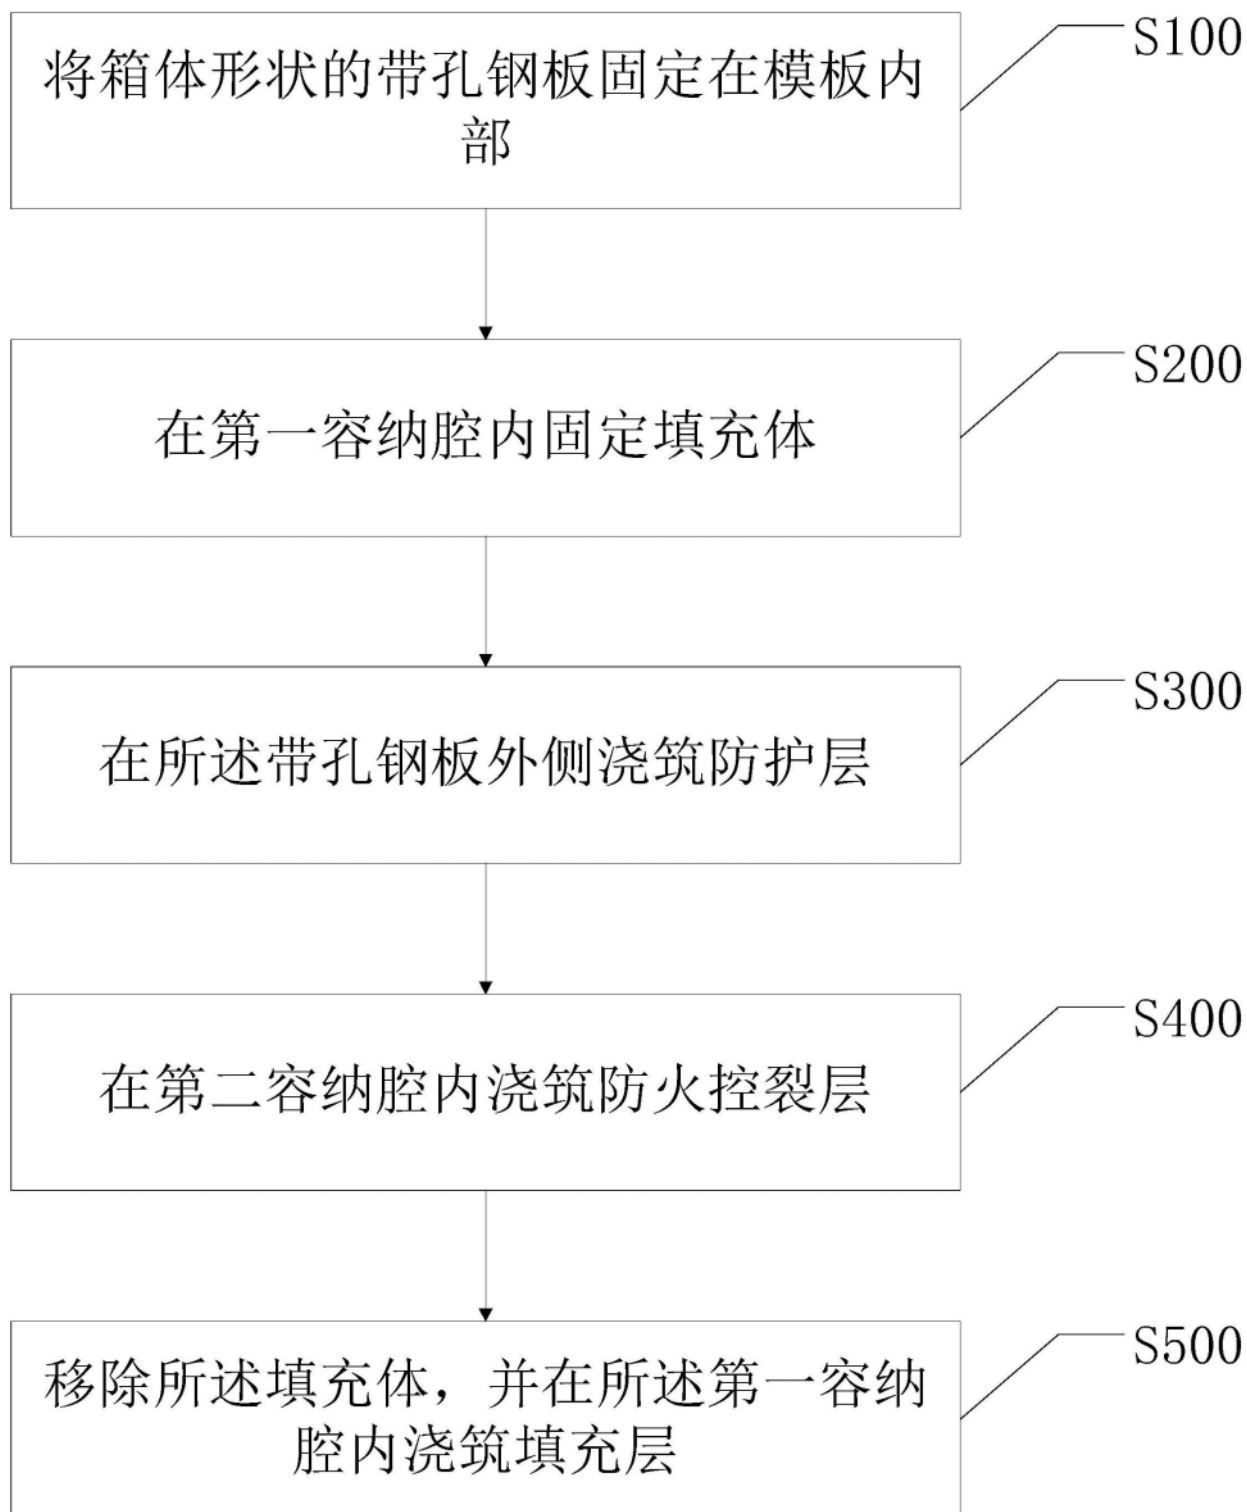 将箱体形状的带孔钢板固定在模板内
部
S100
在第一容纳腔内固定填充体
S200
在所述带孔钢板外侧浇筑防护层
S300
在第二容纳腔内浇筑防火控裂层
S400
移除所述填充体，并在所述第一容纳
腔内浇筑填充层
S500